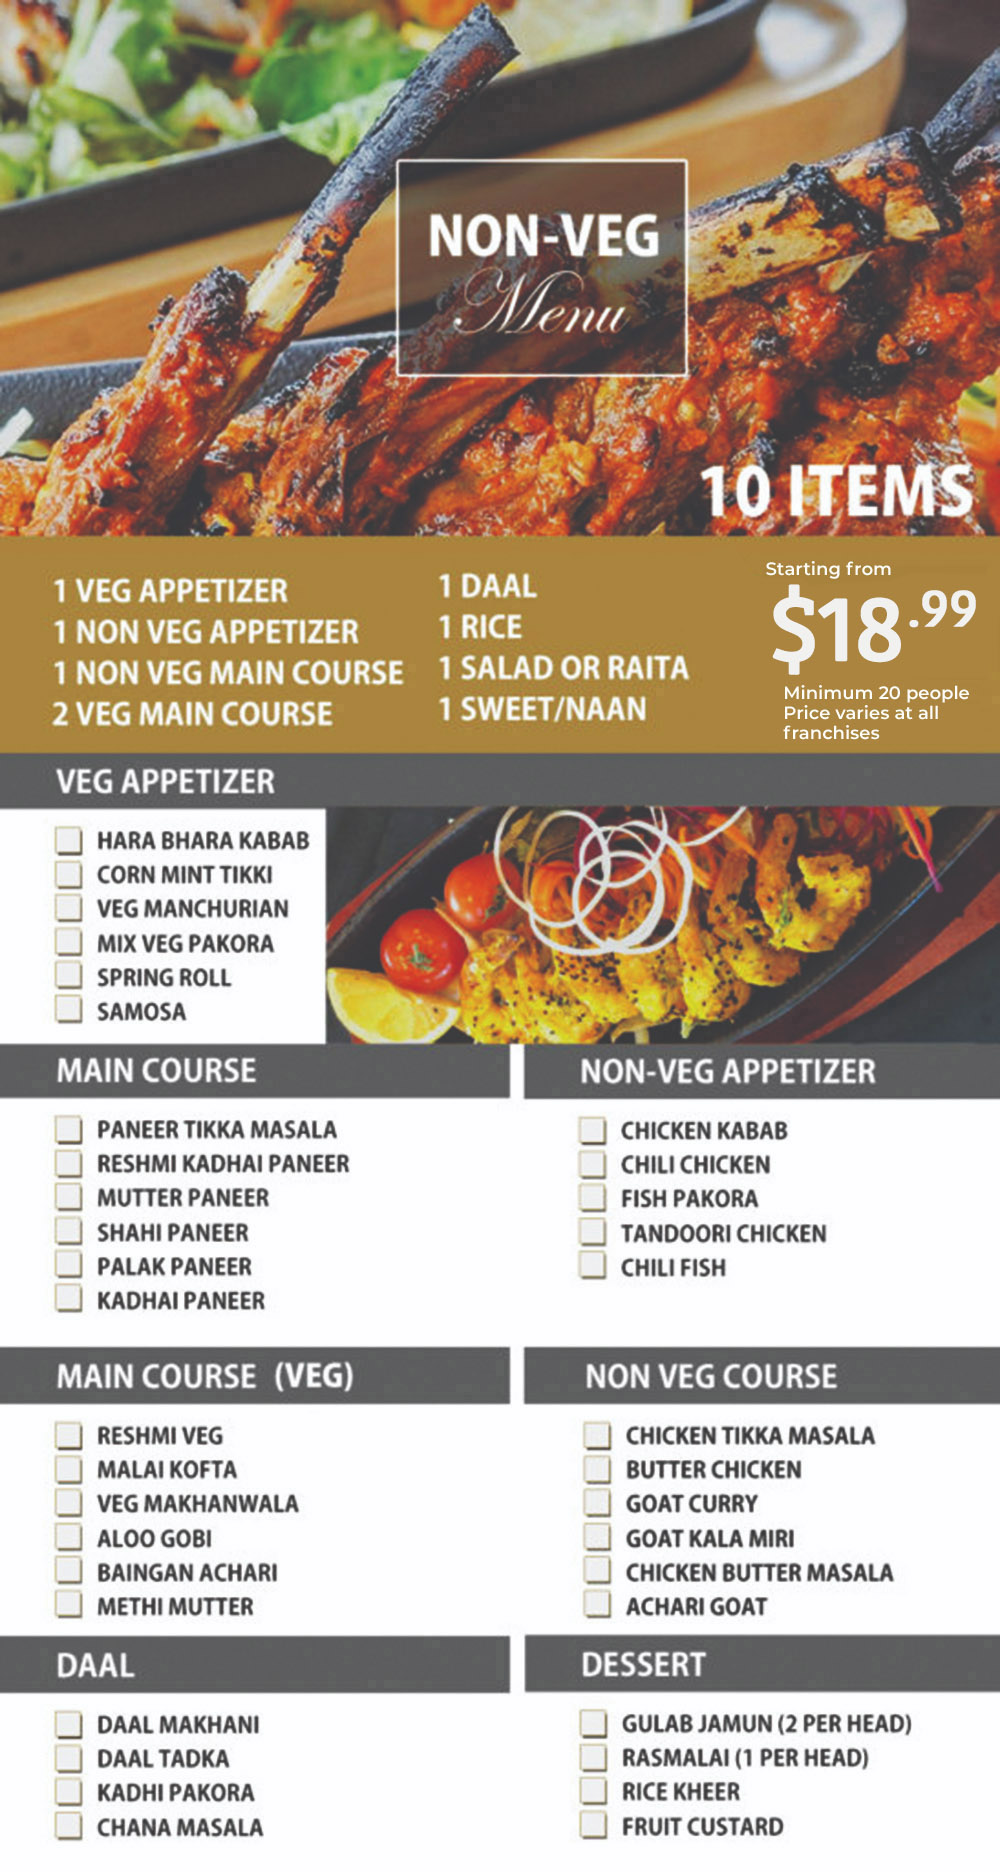 NON-VEG
Menu
10 ITEMS
1 VEG APPETIZER
1 NON VEG APPETIZER
1 NON VEG MAIN COURSE
2 VEG MAIN COURSE
1 DAAL
1 RICE
1 SALAD OR RAITA
1 SWEET/NAAN
Starting from
$18.99
Minimum 20 people
Price varies at all
franchises
VEG APPETIZER
HARA BHARA KABAB
CORN MINT TIKKI
VEG MANCHURIAN
MIX VEG PAKORA
SPRING ROLL
SAMOSA
MAIN COURSE
PANEER TIKKA MASALA
RESHMI KADHAI PANEER
MUTTER PANEER
SHAHI PANEER
PALAK PANEER
KADHAI PANEER
NON-VEG APPETIZER
CHICKEN KABAB
CHILI CHICKEN
FISH PAKORA
TANDOORI CHICKEN
CHILI FISH
MAIN COURSE (VEG)
RESHMI VEG
MALAI KOFTA
VEG MAKHANWALA
ALOO GOBI
BAINGAN ACHARI
METHI MUTTER
NON VEG COURSE
CHICKEN TIKKA MASALA
BUTTER CHICKEN
GOAT CURRY
GOAT KALA MIRI
CHICKEN BUTTER MASALA
ACHARI GOAT
DAAL
DAAL MAKHANI
DAAL TADKA
KADHI PAKORA
CHANA MASALA
DESSERT
GULAB JAMUN (2 PER HEAD)
RASMALAI (1 PER HEAD)
RICE KHEER
FRUIT CUSTARD